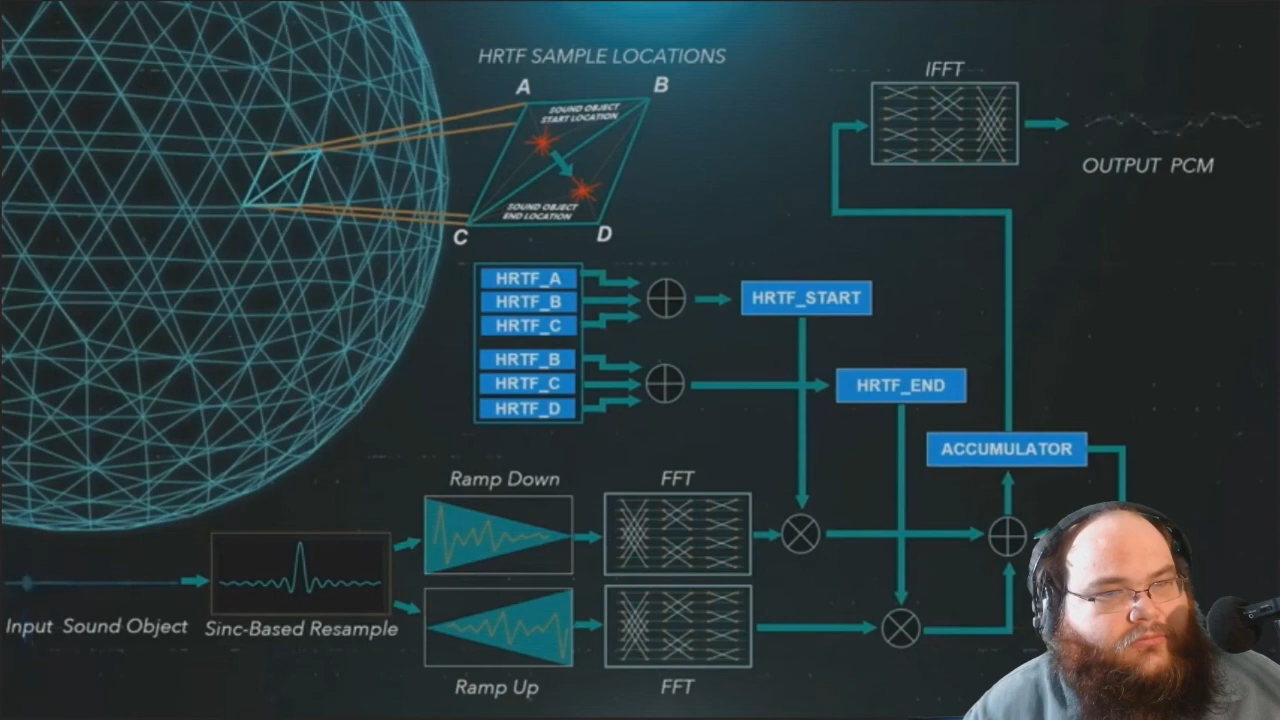 HRTF SAMPLE LOCATIONS
A
B
SOUND OBJECT
START LOCATION
SOUND OBJECT
END LOCATION
C
D
IFFT
OUTPUT PCM
HRTF_A
HRTF_B
HRTF_C
HRTF_B
HRTF_C
HRTF_D
HRTF_START
HRTF_END
ACCUMULATOR
Ramp Down
FFT
Input Sound Object
Sinc-Based Resample
Ramp Up
FFT